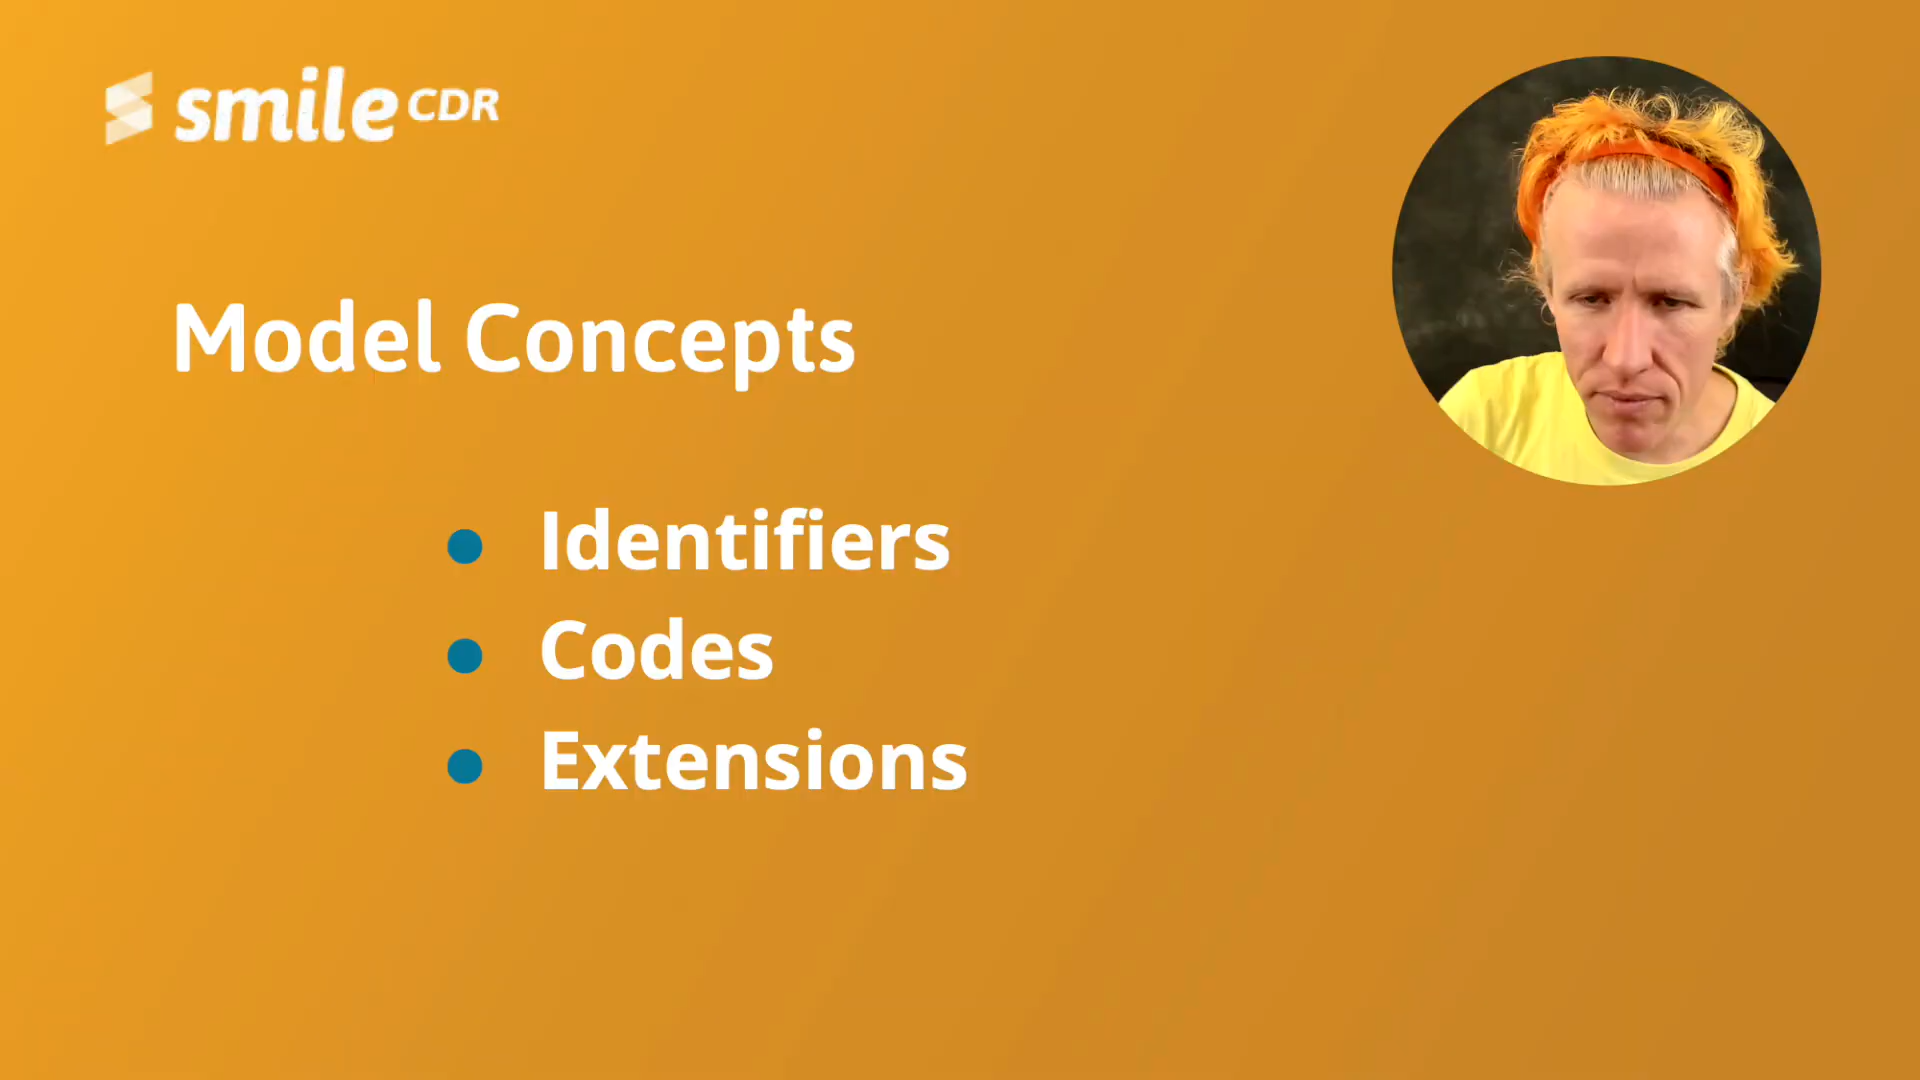 smile CDR
Model Concepts
Identifiers
Codes
Extensions